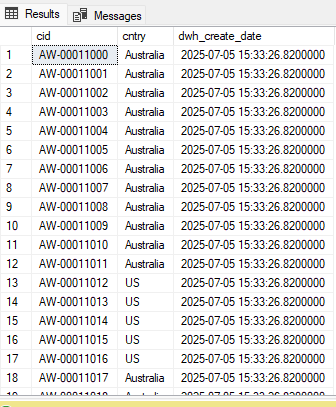 Results Messages
cid cntry dwh_create_date
1 AW-00011000 Australia 2025-07-05 15:33:26.8200000
2 AW-00011001 Australia 2025-07-05 15:33:26.8200000
3 AW-00011002 Australia 2025-07-05 15:33:26.8200000
4 AW-00011003 Australia 2025-07-05 15:33:26.8200000
5 AW-00011004 Australia 2025-07-05 15:33:26.8200000
6 AW-00011005 Australia 2025-07-05 15:33:26.8200000
7 AW-00011006 Australia 2025-07-05 15:33:26.8200000
8 AW-00011007 Australia 2025-07-05 15:33:26.8200000
9 AW-00011008 Australia 2025-07-05 15:33:26.8200000
10 AW-00011009 Australia 2025-07-05 15:33:26.8200000
11 AW-00011010 Australia 2025-07-05 15:33:26.8200000
12 AW-00011011 Australia 2025-07-05 15:33:26.8200000
13 AW-00011012 US 2025-07-05 15:33:26.8200000
14 AW-00011013 US 2025-07-05 15:33:26.8200000
15 AW-00011014 US 2025-07-05 15:33:26.8200000
16 AW-00011015 US 2025-07-05 15:33:26.8200000
17 AW-00011016 US 2025-07-05 15:33:26.8200000
18 AW-00011017 Australia 2025-07-05 15:33:26.8200000